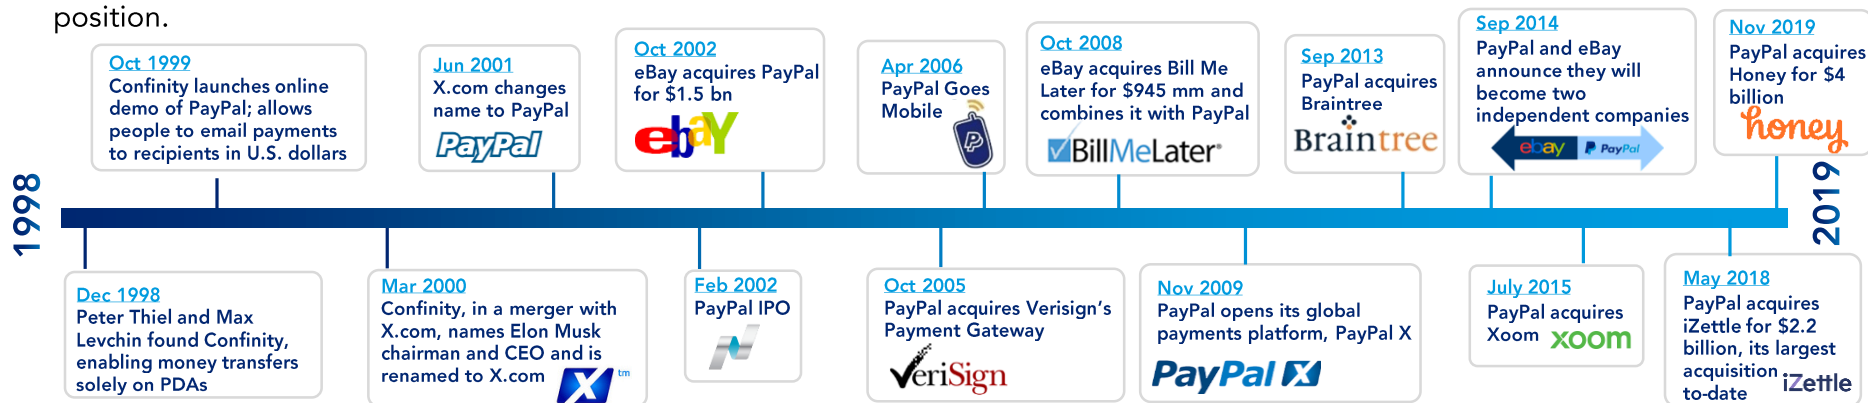 position.
Oct 1999
Confinity launches online
demo of PayPal; allows
people to email payments
to recipients in U.S. dollars
Jun 2001
X.com changes
name to PayPal
PayPal
Oct 2002
eBay acquires PayPal
for $1.5 bn
ebaY
Apr 2006
PayPal Goes
Mobile
Oct 2008
eBay acquires Bill Me
Later for $945 mm and
combines it with PayPal
BillMeLater®
Sep 2013
PayPal acquires
Braintree
Braintree
Sep 2014
PayPal and eBay
announce they will
become two
independent companies
ebay PayPal
Nov 2019
PayPal acquires
Honey for $4
billion
honey
1998
2019
Dec 1998
Peter Thiel and Max
Levchin found Confinity,
enabling money transfers
solely on PDAs
Mar 2000
Confinity, in a merger with
X.com, names Elon Musk
chairman and CEO and is
renamed to X.com
X tm
Feb 2002
PayPal IPO
Oct 2005
PayPal acquires Verisign’s
Payment Gateway
VeriSign
Nov 2009
PayPal opens its global
payments platform, PayPal X
PayPal X
July 2015
PayPal acquires
Xoom xoom
May 2018
PayPal acquires
iZettle for $2.2
billion, its largest
acquisition
to-date iZettle